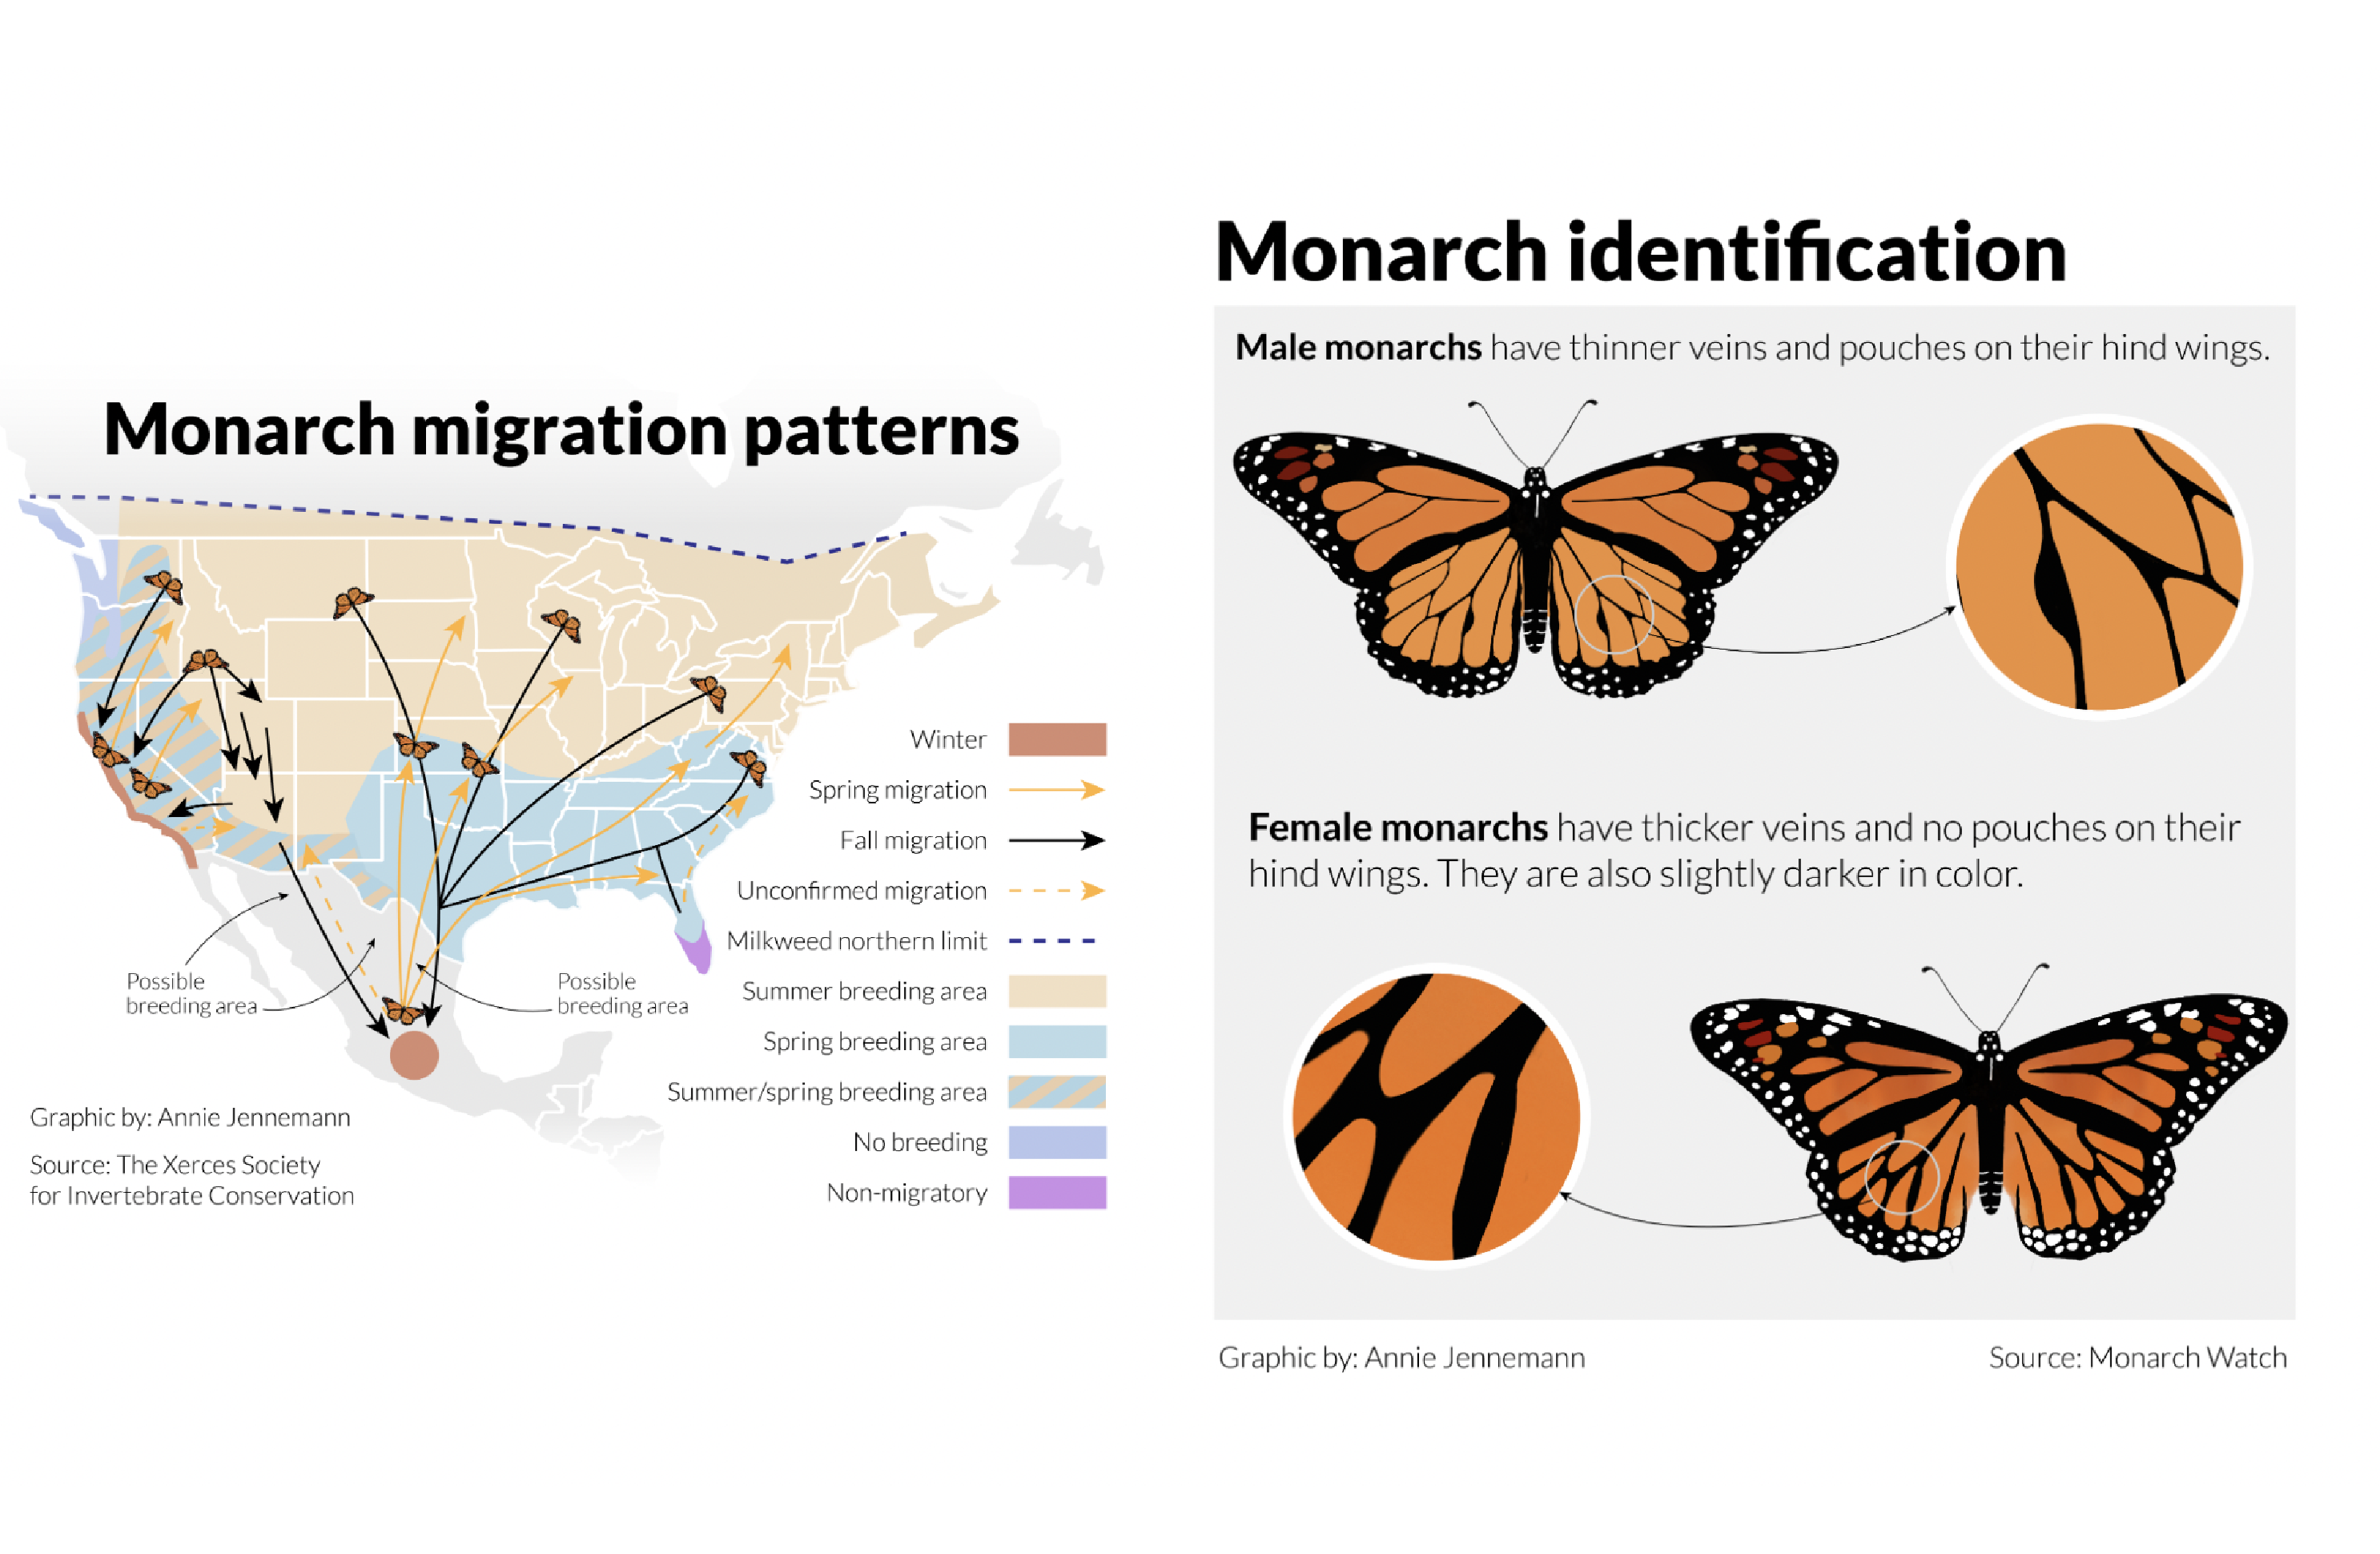 Monarch migration patterns
Winter
Spring migration
Fall migration
Unconfirmed migration
Milkweed northern limit
Summer breeding area
Spring breeding area
Summer/spring breeding area
No breeding
Non-migratory
Possible
breeding area
Possible
breeding area
Graphic by: Annie Jennemann
Source: The Xerces Society
for Invertebrate Conservation
Monarch identification
Male monarchs have thinner veins and pouches on their hind wings.
Female monarchs have thicker veins and no pouches on their
hind wings. They are also slightly darker in color.
Graphic by: Annie Jennemann
Source: Monarch Watch